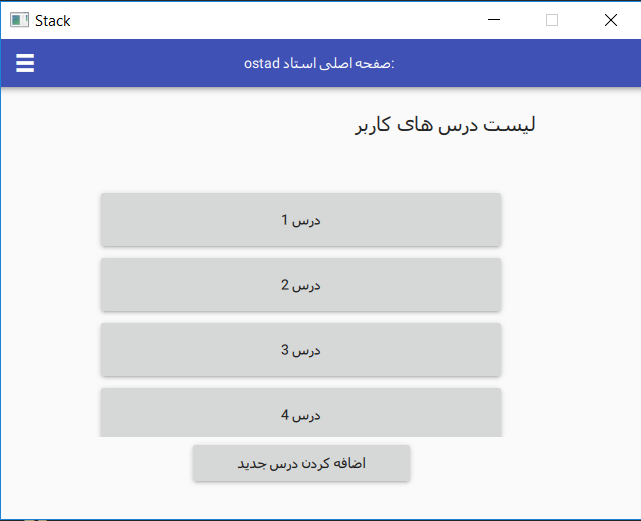 Stack
صفحه اصلی استاد ostad:
لیست درس های کاربر
درس 1
درس 2
درس 3
درس 4
اضافه کردن درس جدید